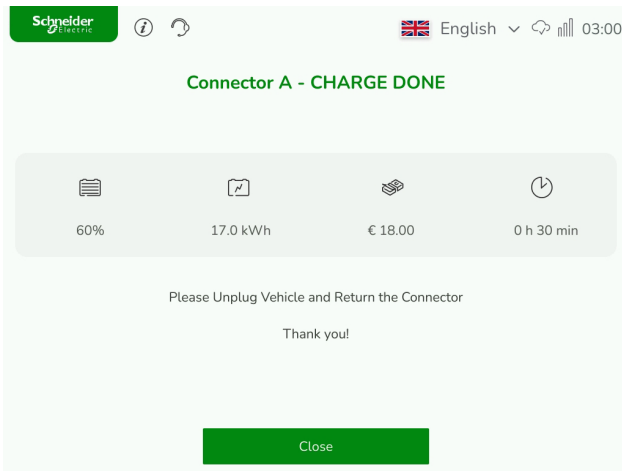 Schneider
Electric
i
English
03:00
Connector A - CHARGE DONE
60%
17.0 kWh
€ 18.00
0 h 30 min
Please Unplug Vehicle and Return the Connector
Thank you!
Close